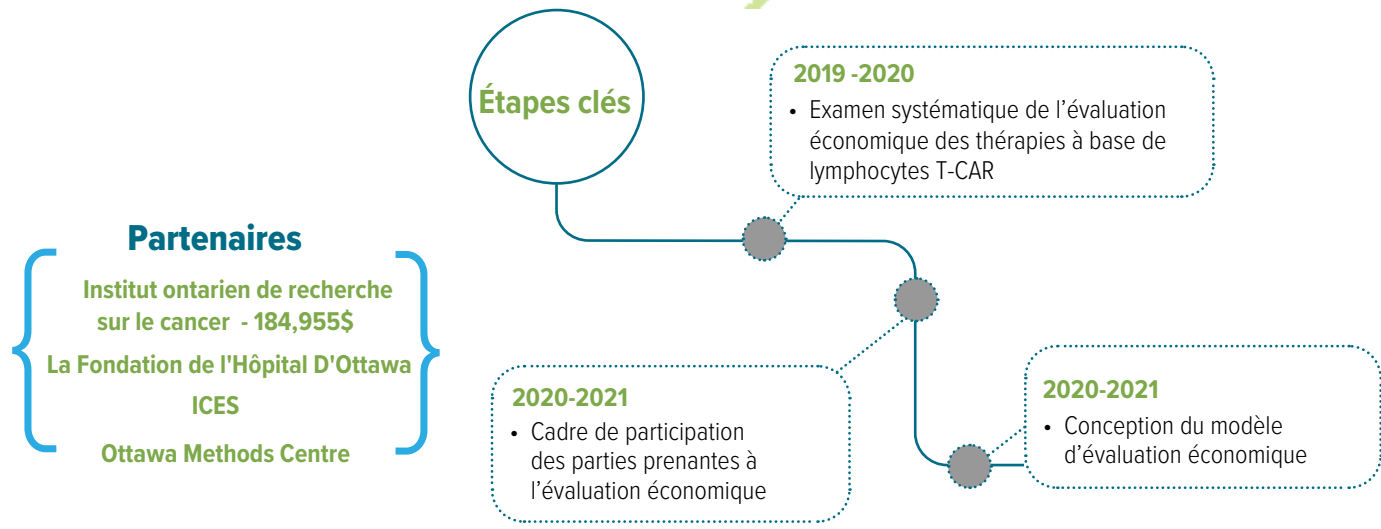 Étapes clés
2019 -2020
• Examen systématique de l’évaluation
économique des thérapies à base de
lymphocytes T-CAR
Partenaires
Institut ontarien de recherche
sur le cancer - 184,955$
La Fondation de l'Hôpital D'Ottawa
ICES
Ottawa Methods Centre
2020-2021
• Cadre de participation
des parties prenantes à
l’évaluation économique
2020-2021
• Conception du modèle
d’évaluation économique